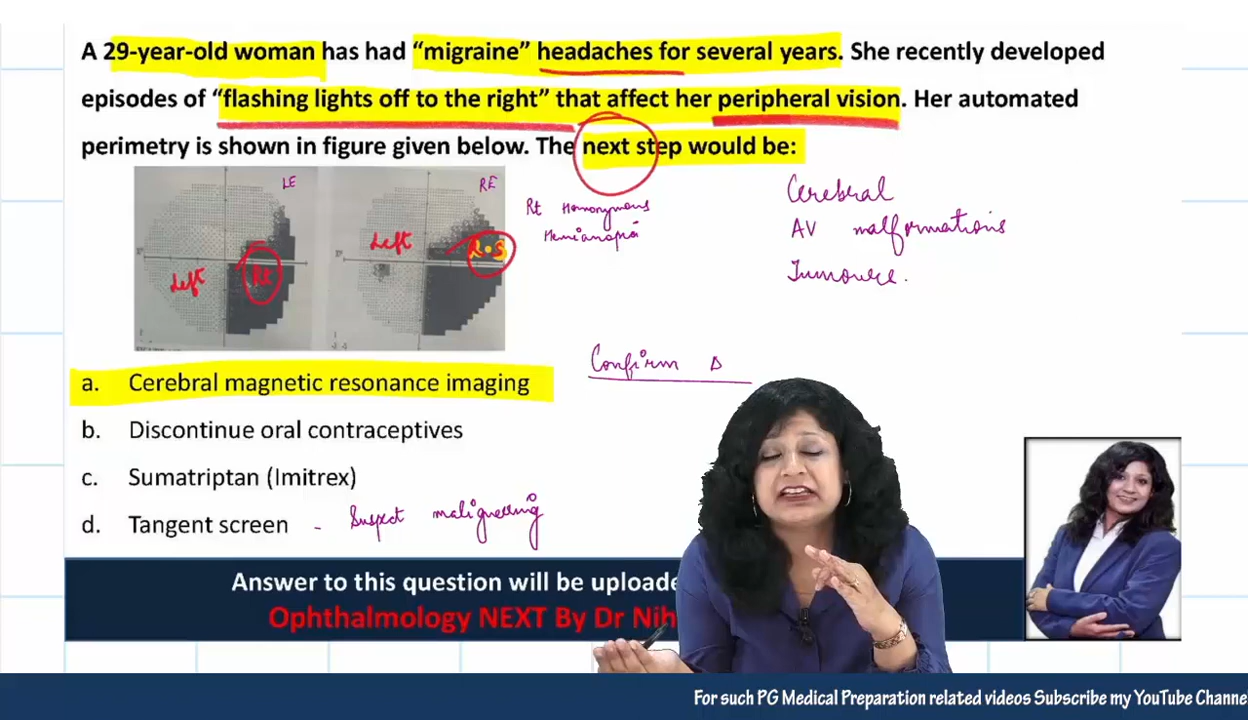 A 29-year-old woman has had “migraine” headaches for several years. She recently developed
episodes of “flashing lights off to the right” that affect her peripheral vision. Her automated
perimetry is shown in figure given below. The next step would be:
LE
RE
Left
Rt
Left
R.S
Rt Homonymous
Hemianopia
Cerebral
AV malformations
Tumours.
Confirm Δ
a. Cerebral magnetic resonance imaging
b. Discontinue oral contraceptives
c. Sumatriptan (Imitrex)
d. Tangent screen - Suspect malignering
Answer to this question will be uploade
Ophthalmology NEXT By Dr Nih
For such PG Medical Preparation related videos Subscribe my YouTube Channe